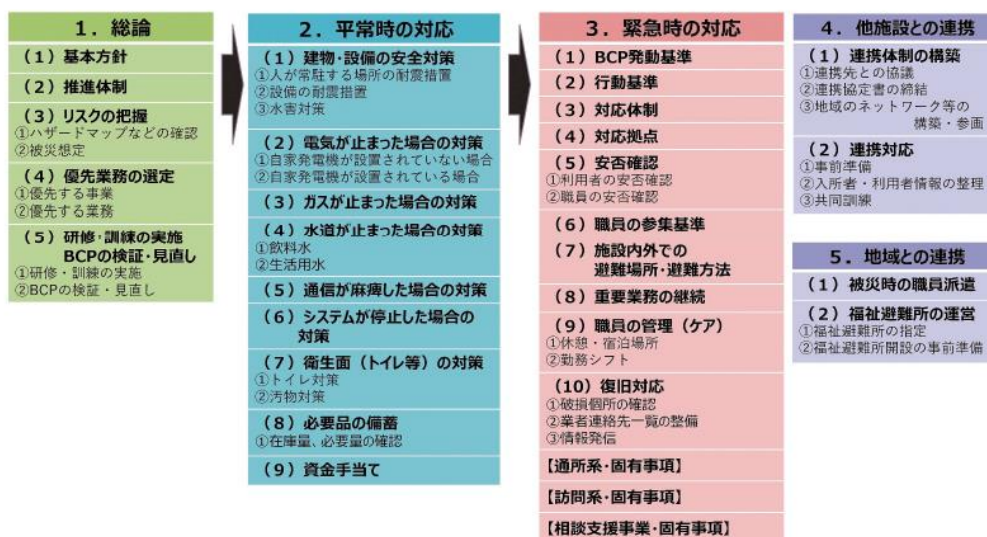 1. 総論
(1)基本方針
(2)推進体制
(3)リスクの把握
①ハザードマップなどの確認
②被災想定
(4)優先業務の選定
①優先する事業
②優先する業務
(5)研修・訓練の実施
BCPの検証・見直し
①研修・訓練の実施
②BCPの検証・見直し
2. 平常時の対応
(1)建物・設備の安全対策
①人が常駐する場所の耐震措置
②設備の耐震措置
③水害対策
(2)電気が止まった場合の対策
①自家発電機が設置されていない場合
②自家発電機が設置されている場合
(3)ガスが止まった場合の対策
(4)水道が止まった場合の対策
①飲料水
②生活用水
(5)通信が麻痺した場合の対策
(6)システムが停止した場合の
対策
(7)衛生面(トイレ等)の対策
①トイレ対策
②汚物対策
(8)必要品の備蓄
①在庫量、必要量の確認
(9)資金手当て
3. 緊急時の対応
(1)BCP発動基準
(2)行動基準
(3)対応体制
(4)対応拠点
(5)安否確認
①利用者の安否確認
②職員の安否確認
(6)職員の参集基準
(7)施設内外での
避難場所・避難方法
(8)重要業務の継続
(9)職員の管理(ケア)
①休憩・宿泊場所
②勤務シフト
(10)復旧対応
①破損個所の確認
②業者連絡先一覧の整備
③情報発信
【通所系・固有事項】
【訪問系・固有事項】
【相談支援事業・固有事項】
4. 他施設との連携
(1)連携体制の構築
①連携先との協議
②連携協定書の締結
③地域のネットワーク等の
構築・参画
(2)連携対応
①事前準備
②入所者・利用者情報の整理
③共同訓練
5. 地域との連携
(1)被災時の職員派遣
(2)福祉避難所の運営
①福祉避難所の指定
②福祉避難所開設の事前準備